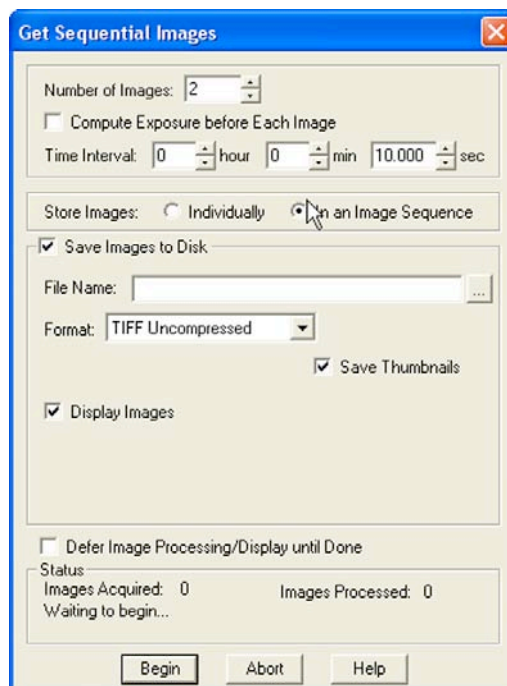 Get Sequential Images
Number of Images: 2
Compute Exposure before Each Image
Time Interval: 0 hour 0 min 10.000 sec
Store Images: Individually In an Image Sequence
Save Images to Disk
File Name: ...
Format: TIFF Uncompressed
Save Thumbnails
Display Images
Defer Image Processing/Display until Done
Status
Images Acquired: 0 Images Processed: 0
Waiting to begin...
Begin Abort Help